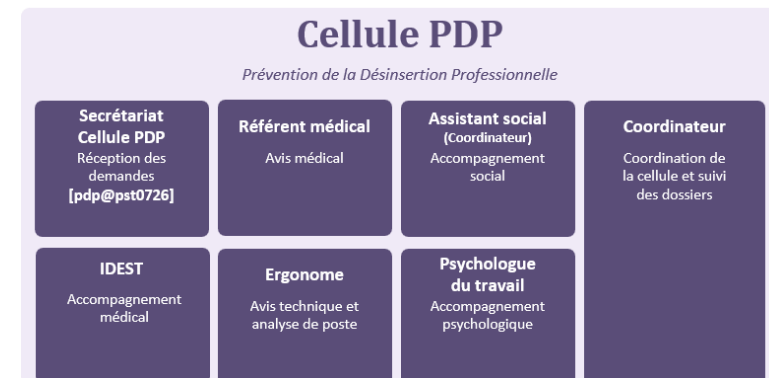 Cellule PDP
Prévention de la Désinsertion Professionnelle
Secrétariat
Cellule PDP
Réception des
demandes
[pdp@pst0726]
Référent médical
Avis médical
Assistant social
(Coordinateur)
Accompagnement
social
Coordinateur
Coordination de
la cellule et suivi
des dossiers
IDEST
Accompagnement
médical
Ergonome
Avis technique et
analyse de poste
Psychologue
du travail
Accompagnement
psychologique